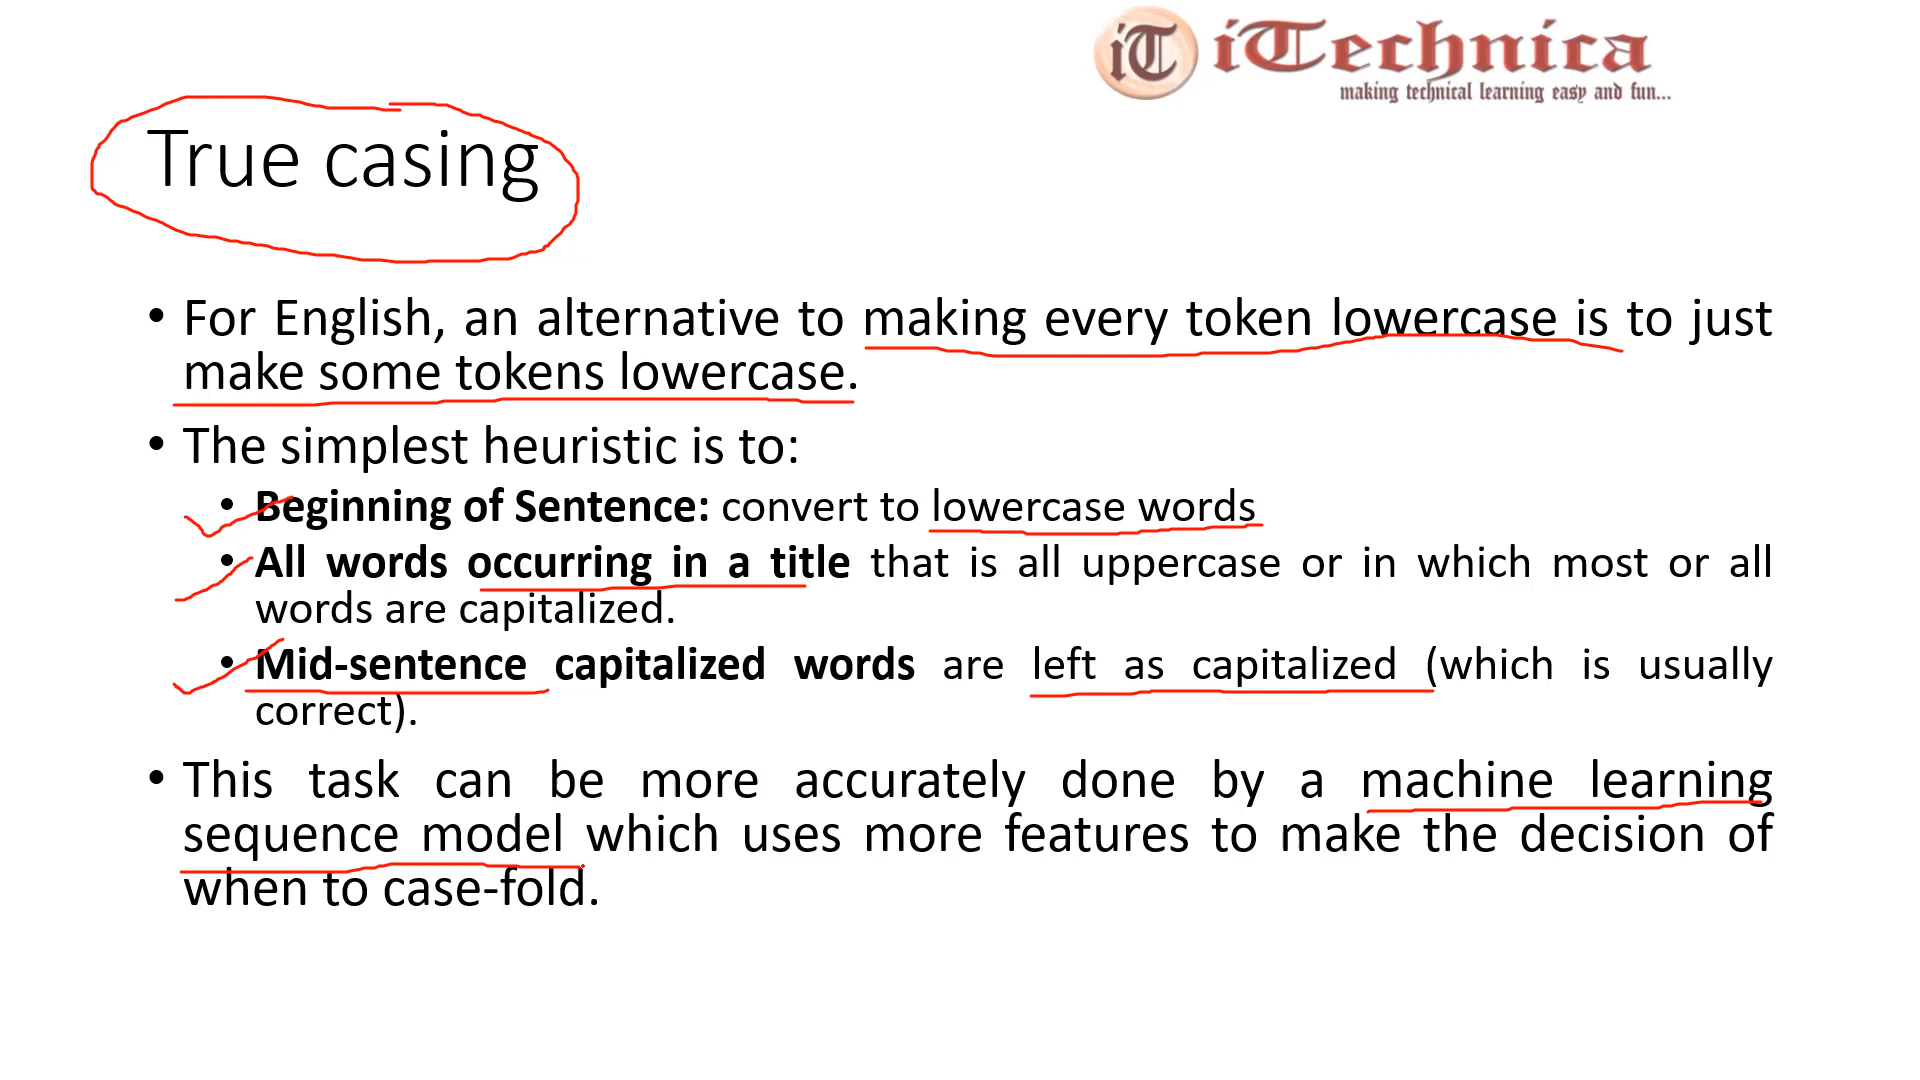 iT iTechnica
making technical learning easy and fun...
True casing
• For English, an alternative to making every token lowercase is to just
make some tokens lowercase.
• The simplest heuristic is to:
• Beginning of Sentence: convert to lowercase words
• All words occurring in a title that is all uppercase or in which most or all
words are capitalized.
• Mid-sentence capitalized words are left as capitalized (which is usually
correct).
• This task can be more accurately done by a machine learning
sequence model which uses more features to make the decision of
when to case-fold.